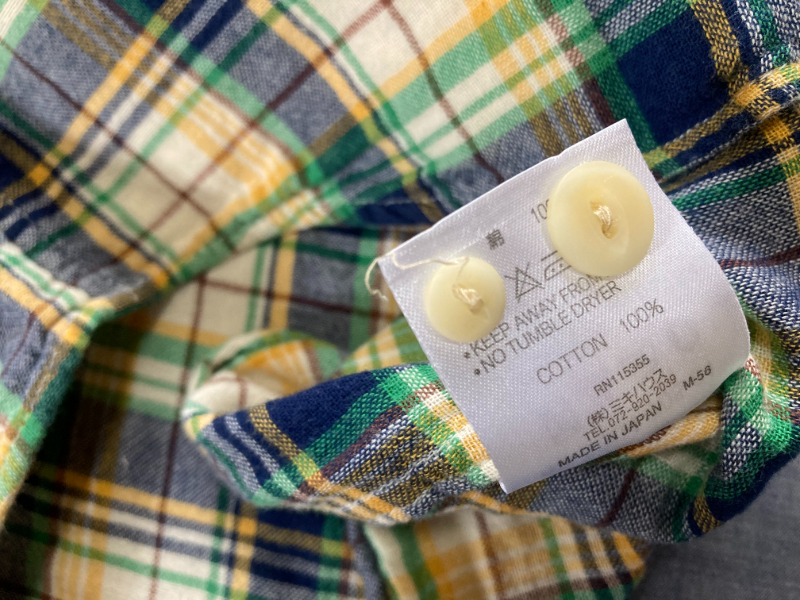 綿 10
•KEEP AWAY FROM
•NO TUMBLE DRYER
COTTON 100%
RN115355
(株)ミキハウス
TEL.072-920-2039
MADE IN JAPAN M-56